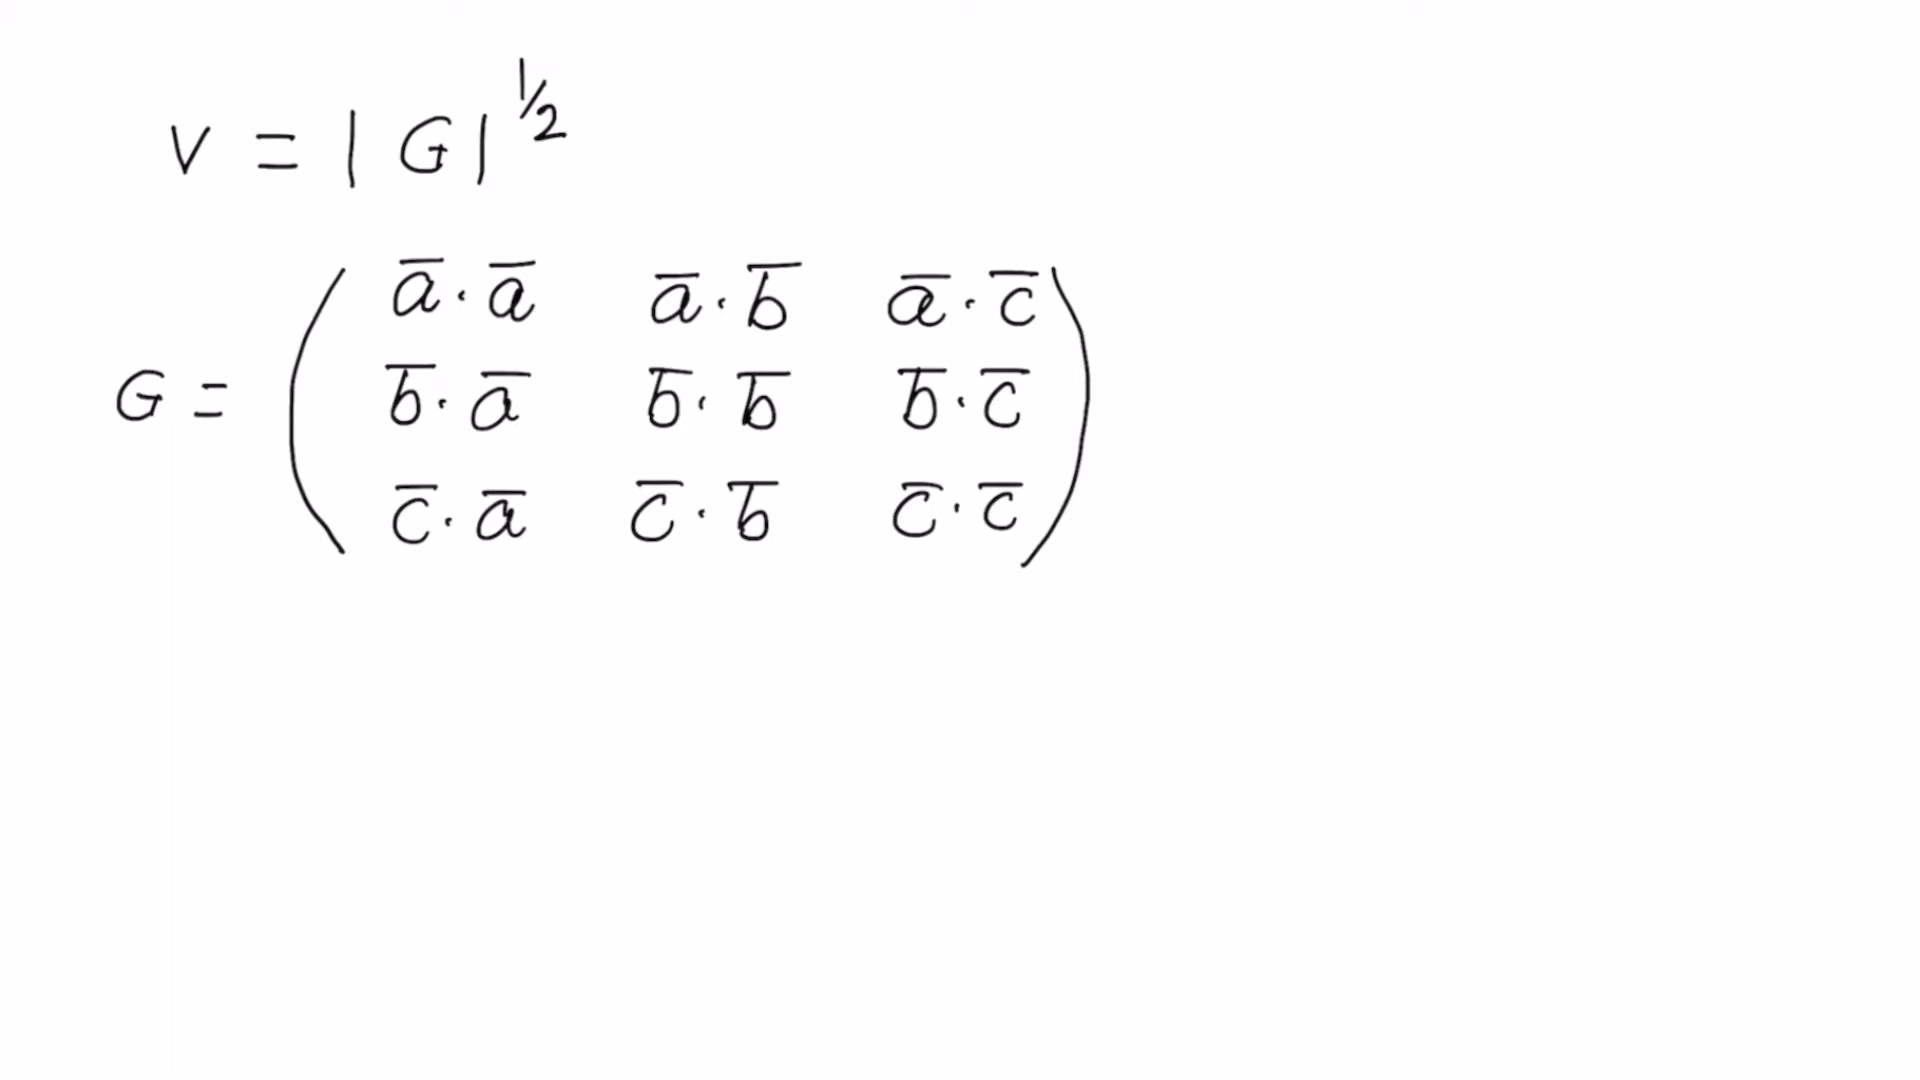 V = | G |^1/2
a̅ · a̅ a̅ · b̅ a̅ · c̅
G = ( b̅ · a̅ b̅ · b̅ b̅ · c̅ )
c̅ · a̅ c̅ · b̅ c̅ · c̅